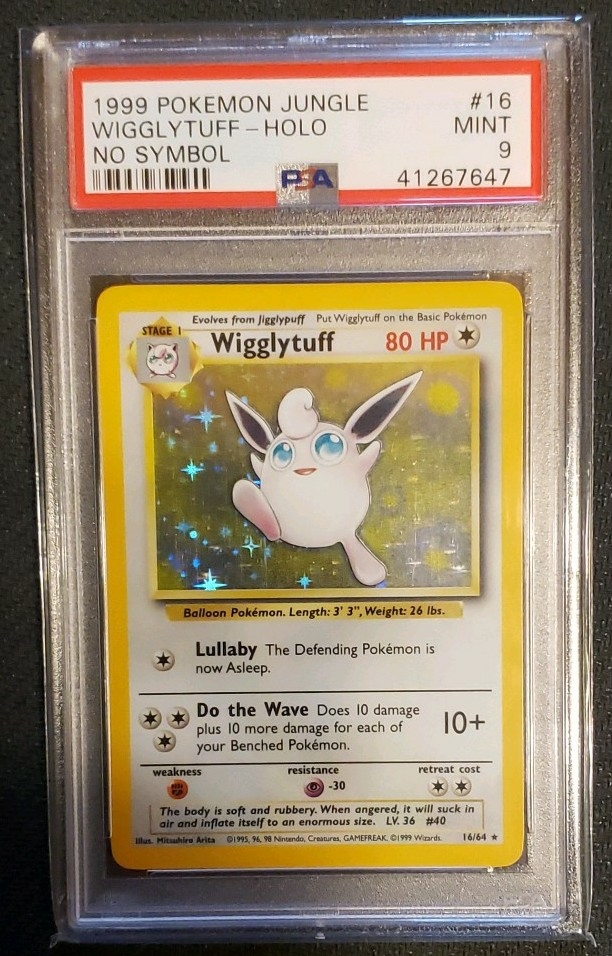 1999 POKEMON JUNGLE #16
WIGGLYTUFF-HOLO MINT
NO SYMBOL 9
PSA 41267647
Evolves from Jigglypuff Put Wigglytuff on the Basic Pokémon
STAGE 1
Wigglytuff 80 HP
Balloon Pokémon. Length: 3' 3", Weight: 26 lbs.
Lullaby The Defending Pokémon is
now Asleep.
Do the Wave Does 10 damage
plus 10 more damage for each of
your Benched Pokémon.
10+
weakness resistance retreat cost
-30
The body is soft and rubbery. When angered, it will suck in
air and inflate itself to an enormous size. LV. 36 #40
Illus. Mitsuhiro Arita ©1995, 96, 98 Nintendo, Creatures, GAMEFREAK. ©1999 Wizards. 16/64 ★
PSA